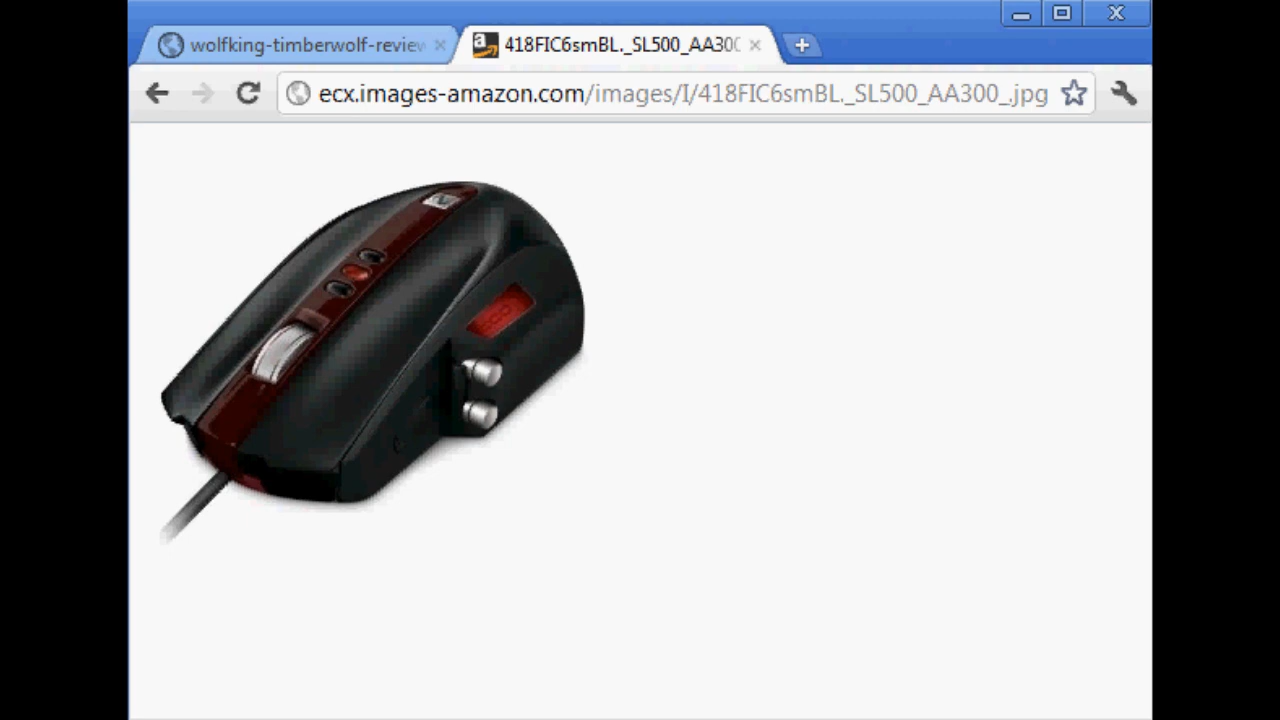 wolfking-timberwolf-review
418FIC6smBL._SL500_AA300
ecx.images-amazon.com/images/I/418FIC6smBL._SL500_AA300_.jpg